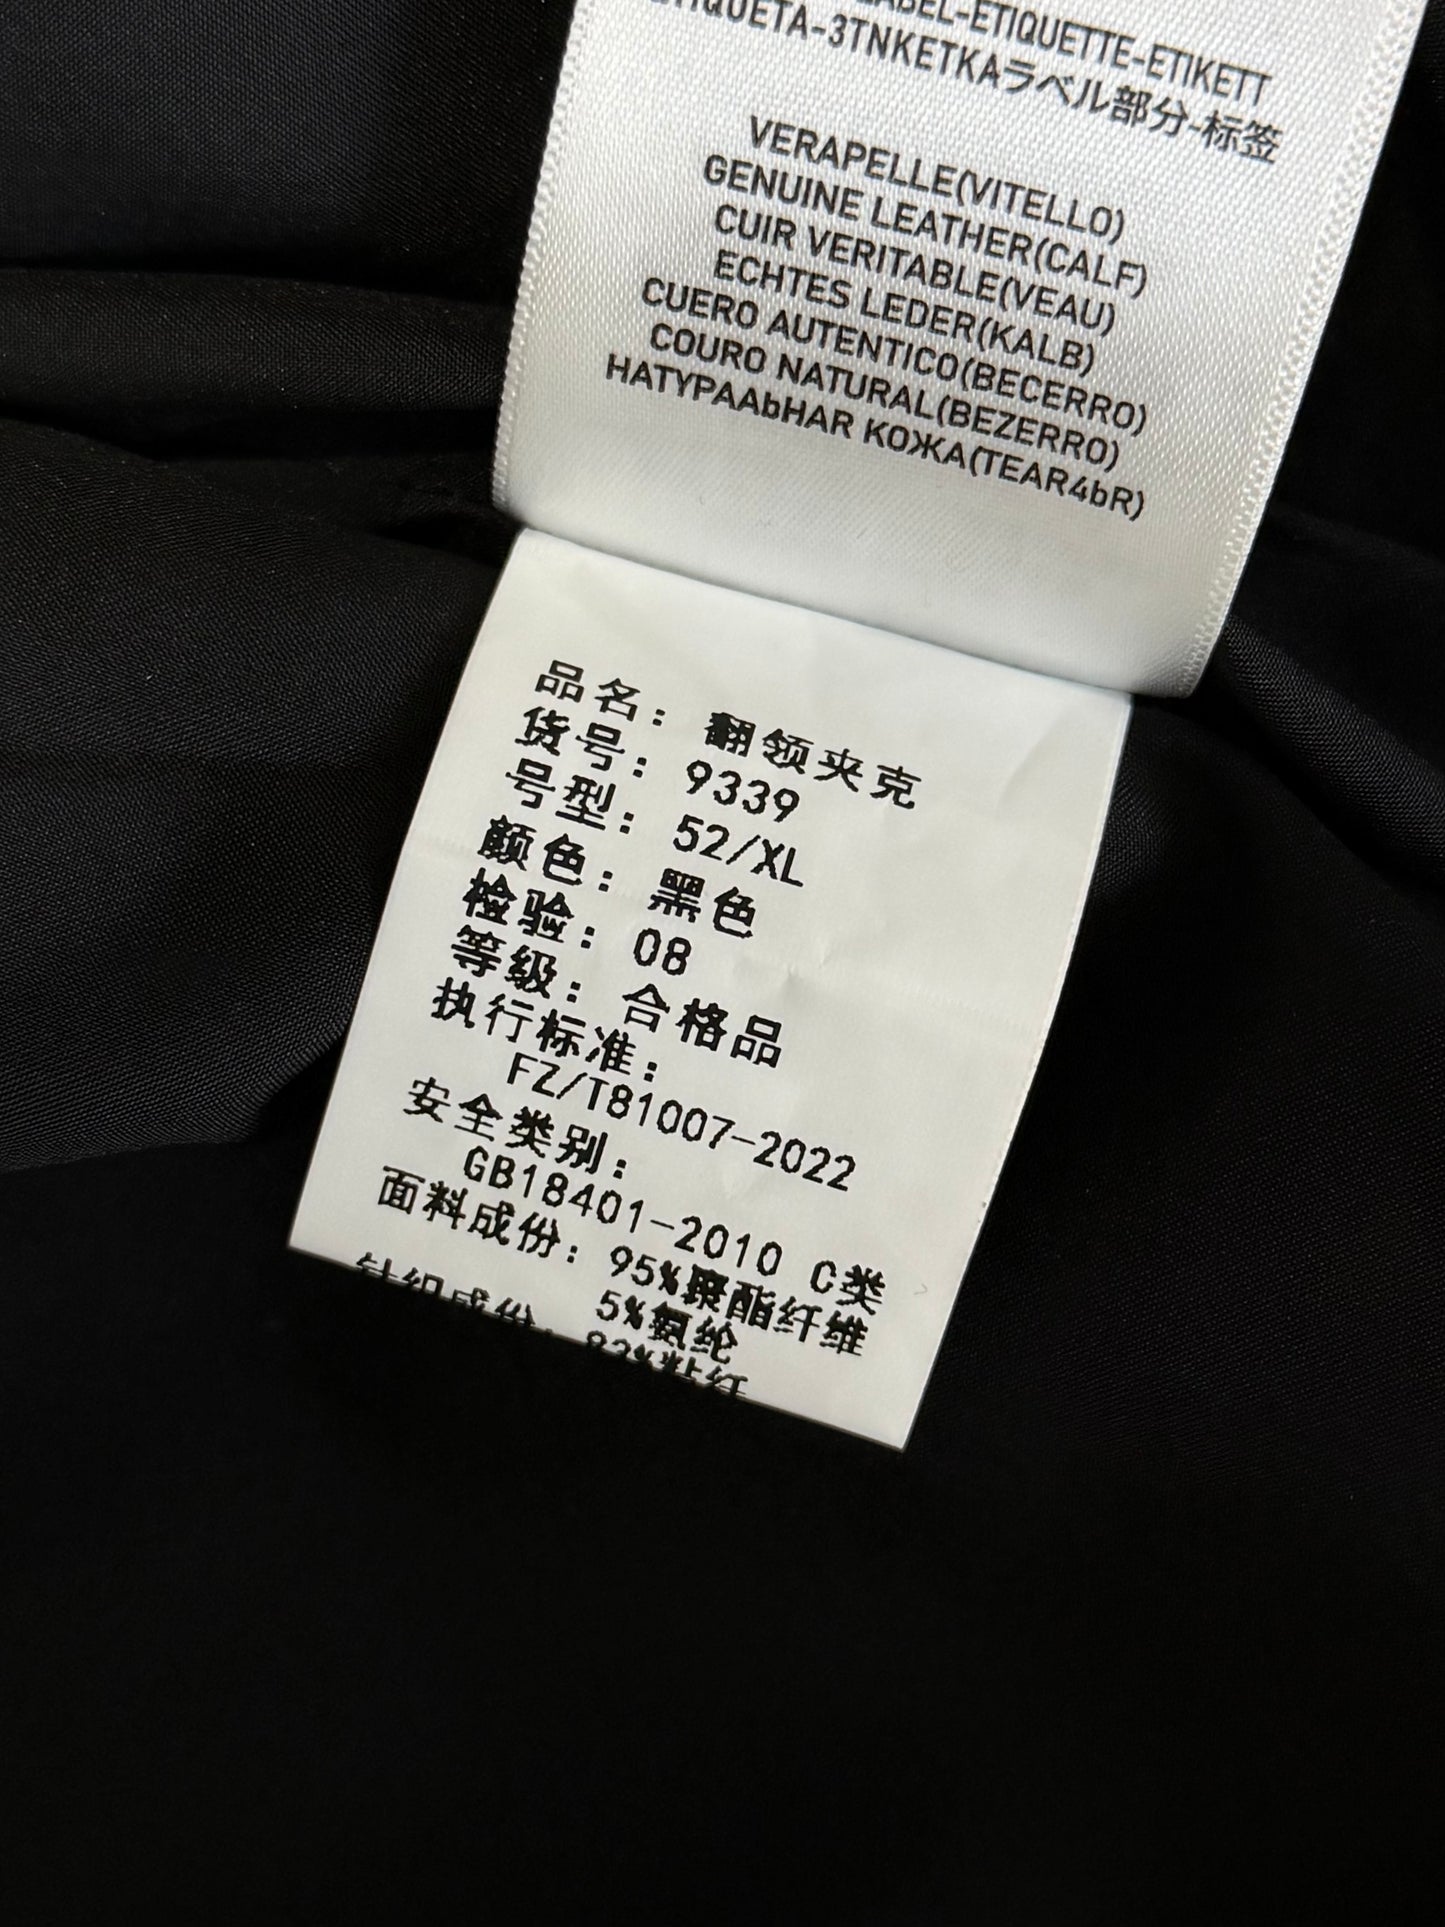 LABEL-ETIQUETTE-ETIKETT
ETIQUETA-3TNKETKAラベル部分-标签
VERAPELLE(VITELLO)
GENUINE LEATHER(CALF)
CUIR VERITABLE(VEAU)
ECHTES LEDER(KALB)
CUERO AUTENTICO(BECERRO)
COURO NATURAL(BEZERRO)
HATYPAAbHAR KOЖA(TEAR4bR)
品名：翻领夹克
货号：9339
号型：52/XL
颜色：黑色
检验：08
等级：合格品
执行标准：
FZ/T81007-2022
安全类别：
GB18401-2010 C类
面料成份：95%聚酯纤维
5%氨纶